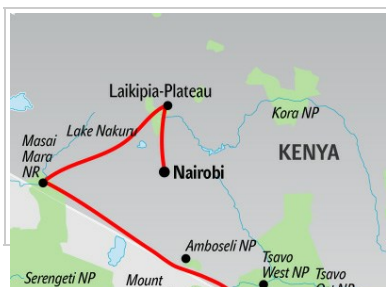 Laikipia-Plateau
Kora NP
Lake Nakuru
Masai
Mara
NR
KENYA
Nairobi
Amboseli NP
Tsavo
West NP
Tsavo
Serengeti NP
Mount